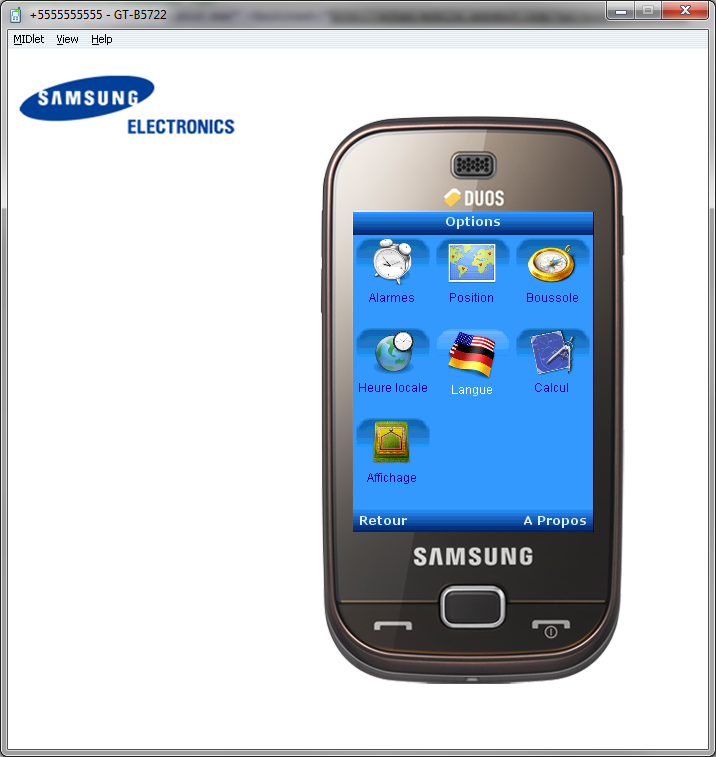 +5555555555 - GT-B5722
MIDlet View Help
SAMSUNG
ELECTRONICS
DUOS
Options
Alarmes Position Boussole
Heure locale Langue Calcul
Affichage
Retour A Propos
SAMSUNG